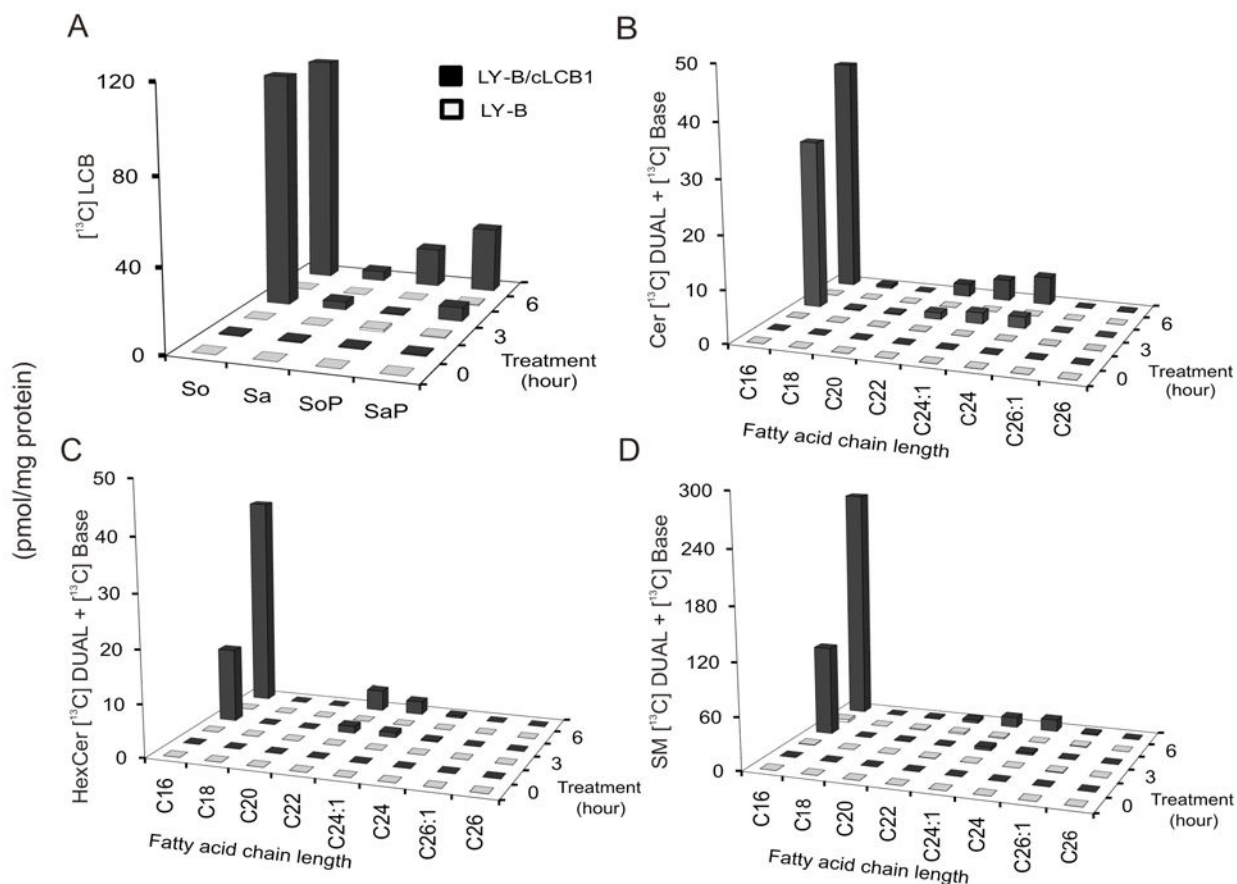 (pmol/mg protein)
A
[¹³C] LCB
120
80
40
0
So
Sa
SoP
SaP
0
3
6
Treatment
(hour)
LY-B/cLCB1
LY-B
B
Cer [¹³C] DUAL + [¹³C] Base
50
40
30
20
10
0
C16
C18
C20
C22
C24:1
C24
C26:1
C26
Fatty acid chain length
0
3
6
Treatment
(hour)
C
HexCer [¹³C] DUAL + [¹³C] Base
50
40
30
20
10
0
C16
C18
C20
C22
C24:1
C24
C26:1
C26
Fatty acid chain length
0
3
6
Treatment
(hour)
D
SM [¹³C] DUAL + [¹³C] Base
300
240
180
120
60
0
C16
C18
C20
C22
C24:1
C24
C26:1
C26
Fatty acid chain length
0
3
6
Treatment
(hour)